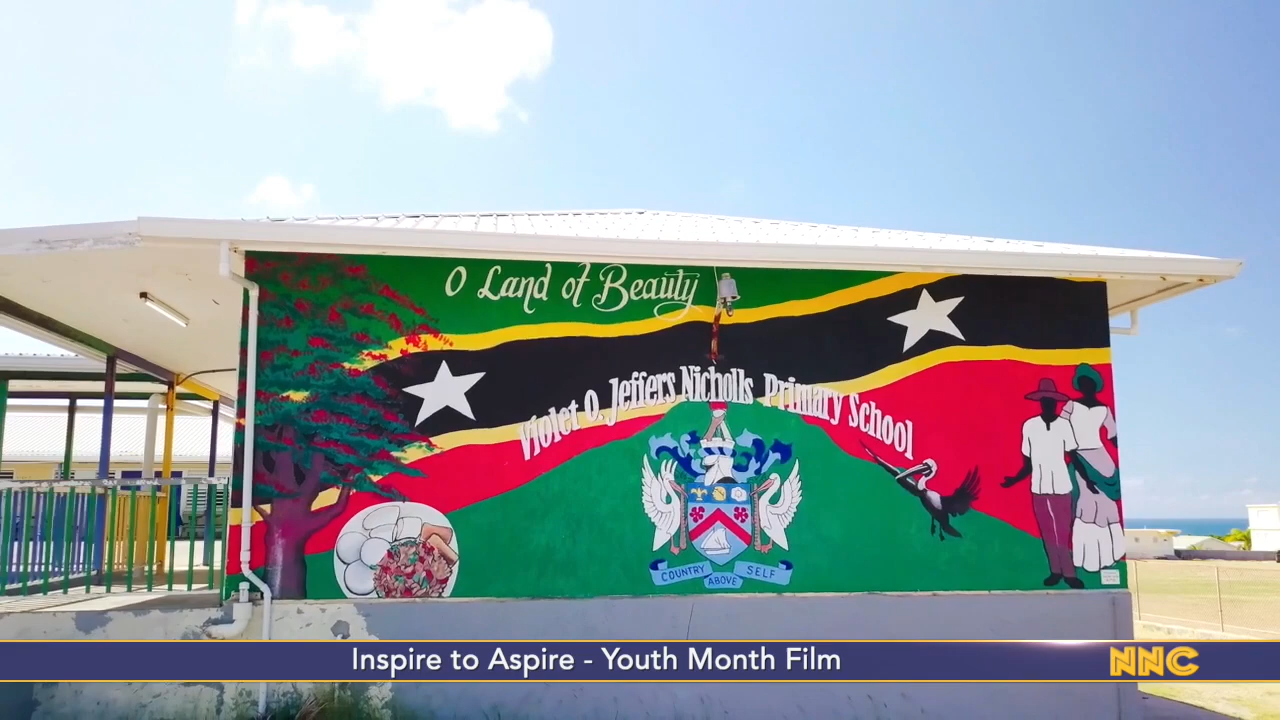 O Land of Beauty
Violet O. Jeffers Nicholls Primary School
COUNTRY ABOVE SELF
Inspire to Aspire - Youth Month Film
NNC